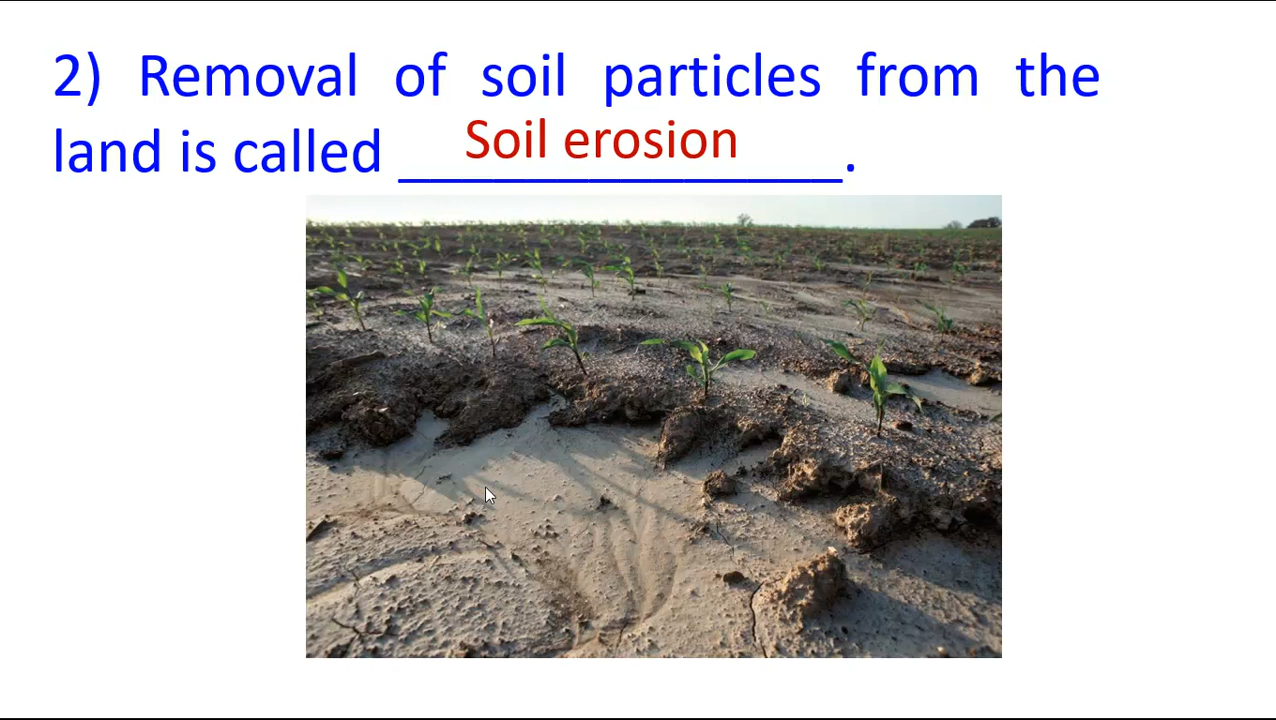 2) Removal of soil particles from the
land is called Soil erosion.